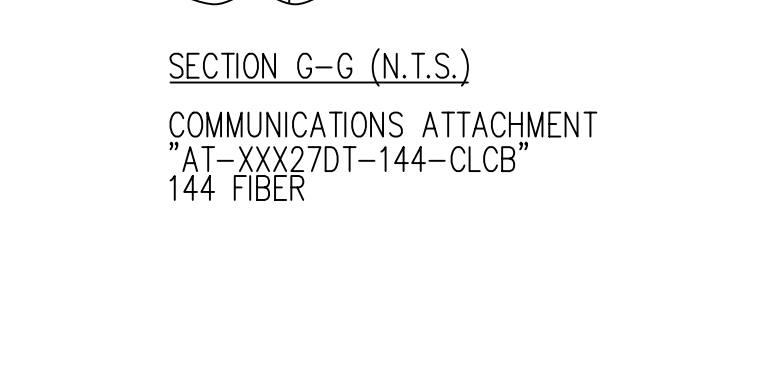 SECTION G-G (N.T.S.)
COMMUNICATIONS ATTACHMENT
"AT-XXX27DT-144-CLCB"
144 FIBER